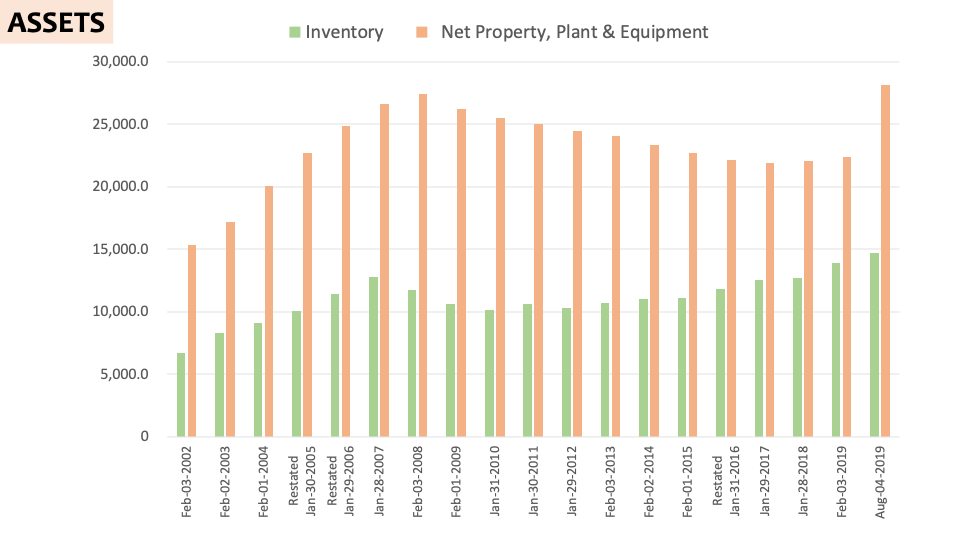 ASSETS
Inventory
Net Property, Plant & Equipment
30,000.0
25,000.0
20,000.0
15,000.0
10,000.0
5,000.0
0
Feb-03-2002
Feb-02-2003
Feb-01-2004
Restated
Jan-30-2005
Restated
Jan-29-2006
Jan-28-2007
Feb-03-2008
Feb-01-2009
Jan-31-2010
Jan-30-2011
Jan-29-2012
Feb-03-2013
Feb-02-2014
Feb-01-2015
Restated
Jan-31-2016
Jan-29-2017
Jan-28-2018
Feb-03-2019
Aug-04-2019